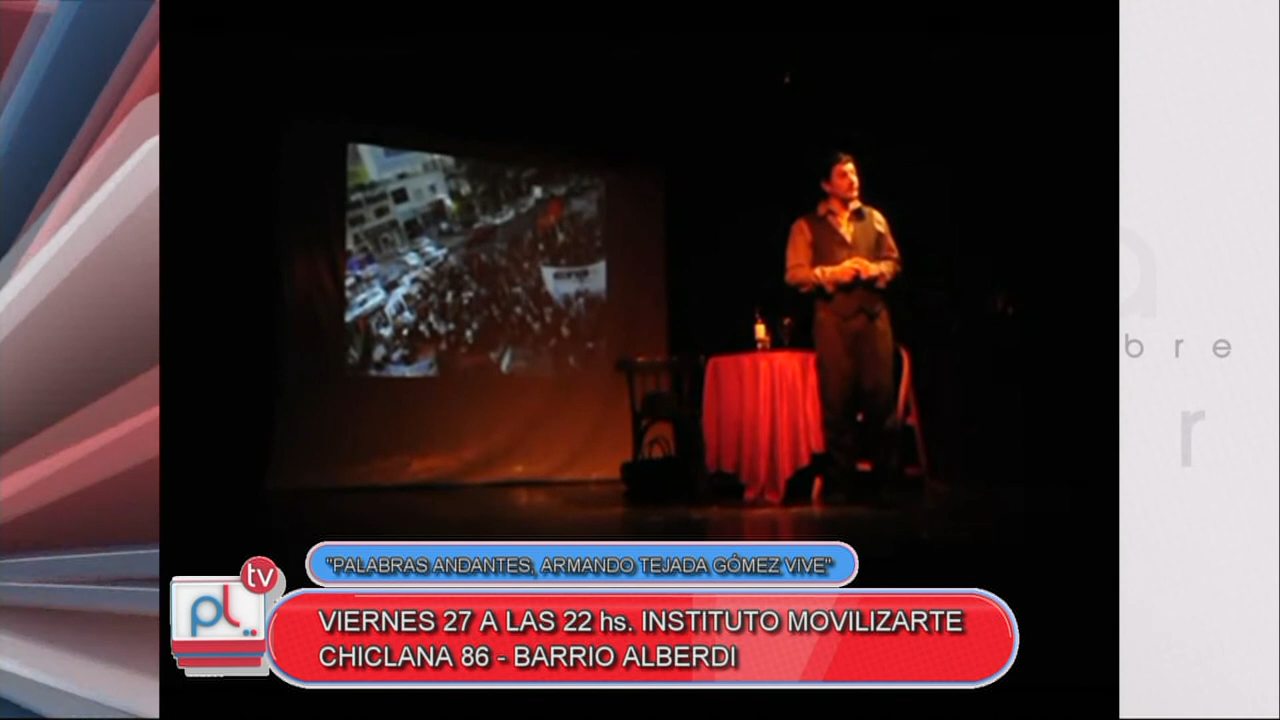 a
bre
r
"PALABRAS ANDANTES, ARMANDO TEJADA GÓMEZ VIVE"
tv
pL..
VIERNES 27 A LAS 22 hs. INSTITUTO MOVILIZARTE
CHICLANA 86 - BARRIO ALBERDI